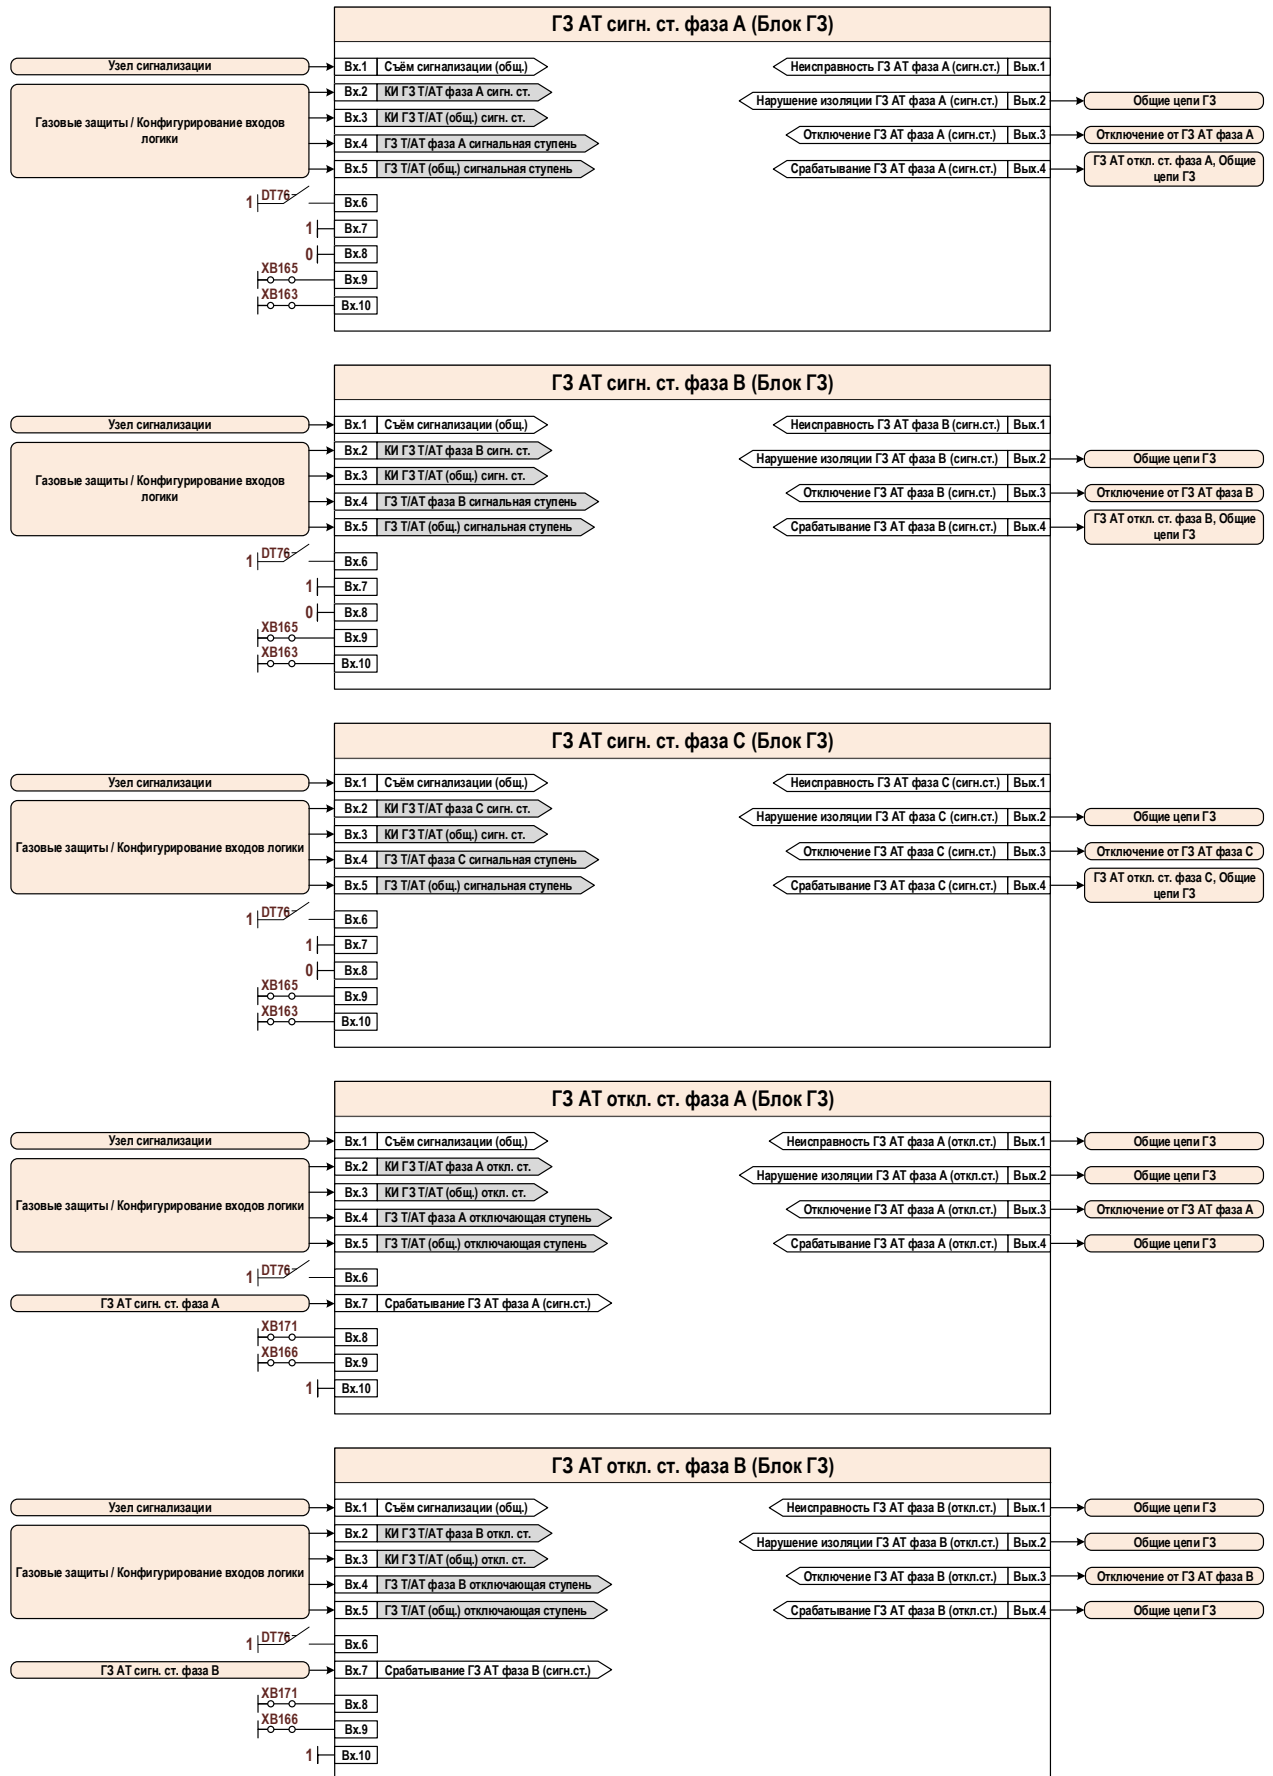 ГЗ АТ сигн. ст. фаза А (Блок ГЗ)
Узел сигнализации
Вх.1 Съём сигнализации (общ.)
Неисправность ГЗ АТ фаза А (сигн.ст.) Вых.1
Газовые защиты / Конфигурирование входов
логики
Вх.2 КИ ГЗ Т/АТ фаза А сигн. ст.
Нарушение изоляции ГЗ АТ фаза А (сигн.ст.) Вых.2 Общие цепи ГЗ
Вх.3 КИ ГЗ Т/АТ (общ.) сигн. ст.
Отключение ГЗ АТ фаза А (сигн.ст.) Вых.3 Отключение от ГЗ АТ фаза А
Вх.4 ГЗ Т/АТ фаза А сигнальная ступень
Вх.5 ГЗ Т/АТ (общ.) сигнальная ступень
Срабатывание ГЗ АТ фаза А (сигн.ст.) Вых.4 ГЗ АТ откл. ст. фаза А, Общие
цепи ГЗ
1 DT76 Вх.6
1 Вх.7
0 Вх.8
XB165 Вх.9
XB163 Вх.10
ГЗ АТ сигн. ст. фаза В (Блок ГЗ)
Узел сигнализации
Вх.1 Съём сигнализации (общ.)
Неисправность ГЗ АТ фаза В (сигн.ст.) Вых.1
Газовые защиты / Конфигурирование входов
логики
Вх.2 КИ ГЗ Т/АТ фаза В сигн. ст.
Нарушение изоляции ГЗ АТ фаза В (сигн.ст.) Вых.2 Общие цепи ГЗ
Вх.3 КИ ГЗ Т/АТ (общ.) сигн. ст.
Отключение ГЗ АТ фаза В (сигн.ст.) Вых.3 Отключение от ГЗ АТ фаза В
Вх.4 ГЗ Т/АТ фаза В сигнальная ступень
Вх.5 ГЗ Т/АТ (общ.) сигнальная ступень
Срабатывание ГЗ АТ фаза В (сигн.ст.) Вых.4 ГЗ АТ откл. ст. фаза В, Общие
цепи ГЗ
1 DT76 Вх.6
1 Вх.7
0 Вх.8
XB165 Вх.9
XB163 Вх.10
ГЗ АТ сигн. ст. фаза С (Блок ГЗ)
Узел сигнализации
Вх.1 Съём сигнализации (общ.)
Неисправность ГЗ АТ фаза С (сигн.ст.) Вых.1
Газовые защиты / Конфигурирование входов логики
Вх.2 КИ ГЗ Т/АТ фаза С сигн. ст.
Нарушение изоляции ГЗ АТ фаза С (сигн.ст.) Вых.2 Общие цепи ГЗ
Вх.3 КИ ГЗ Т/АТ (общ.) сигн. ст.
Отключение ГЗ АТ фаза С (сигн.ст.) Вых.3 Отключение от ГЗ АТ фаза С
Вх.4 ГЗ Т/АТ фаза С сигнальная ступень
Вх.5 ГЗ Т/АТ (общ.) сигнальная ступень
Срабатывание ГЗ АТ фаза С (сигн.ст.) Вых.4 ГЗ АТ откл. ст. фаза С, Общие
цепи ГЗ
1 DT76 Вх.6
1 Вх.7
0 Вх.8
XB165 Вх.9
XB163 Вх.10
ГЗ АТ откл. ст. фаза А (Блок ГЗ)
Узел сигнализации
Вх.1 Съём сигнализации (общ.)
Неисправность ГЗ АТ фаза А (откл.ст.) Вых.1 Общие цепи ГЗ
Газовые защиты / Конфигурирование входов логики
Вх.2 КИ ГЗ Т/АТ фаза А откл. ст.
Нарушение изоляции ГЗ АТ фаза А (откл.ст.) Вых.2 Общие цепи ГЗ
Вх.3 КИ ГЗ Т/АТ (общ.) откл. ст.
Отключение ГЗ АТ фаза А (откл.ст.) Вых.3 Отключение от ГЗ АТ фаза А
Вх.4 ГЗ Т/АТ фаза А отключающая ступень
Вх.5 ГЗ Т/АТ (общ.) отключающая ступень
Срабатывание ГЗ АТ фаза А (откл.ст.) Вых.4 Общие цепи ГЗ
1 DT76 Вх.6
ГЗ АТ сигн. ст. фаза А Вх.7 Срабатывание ГЗ АТ фаза А (сигн.ст.)
XB171 Вх.8
XB166 Вх.9
1 Вх.10
ГЗ АТ откл. ст. фаза В (Блок ГЗ)
Узел сигнализации
Вх.1 Съём сигнализации (общ.)
Неисправность ГЗ АТ фаза В (откл.ст.) Вых.1 Общие цепи ГЗ
Газовые защиты / Конфигурирование входов логики
Вх.2 КИ ГЗ Т/АТ фаза В откл. ст.
Нарушение изоляции ГЗ АТ фаза В (откл.ст.) Вых.2 Общие цепи ГЗ
Вх.3 КИ ГЗ Т/АТ (общ.) откл. ст.
Отключение ГЗ АТ фаза В (откл.ст.) Вых.3 Отключение от ГЗ АТ фаза В
Вх.4 ГЗ Т/АТ фаза В отключающая ступень
Вх.5 ГЗ Т/АТ (общ.) отключающая ступень
Срабатывание ГЗ АТ фаза В (откл.ст.) Вых.4 Общие цепи ГЗ
1 DT76 Вх.6
ГЗ АТ сигн. ст. фаза В Вх.7 Срабатывание ГЗ АТ фаза В (сигн.ст.)
XB171 Вх.8
XB166 Вх.9
1 Вх.10